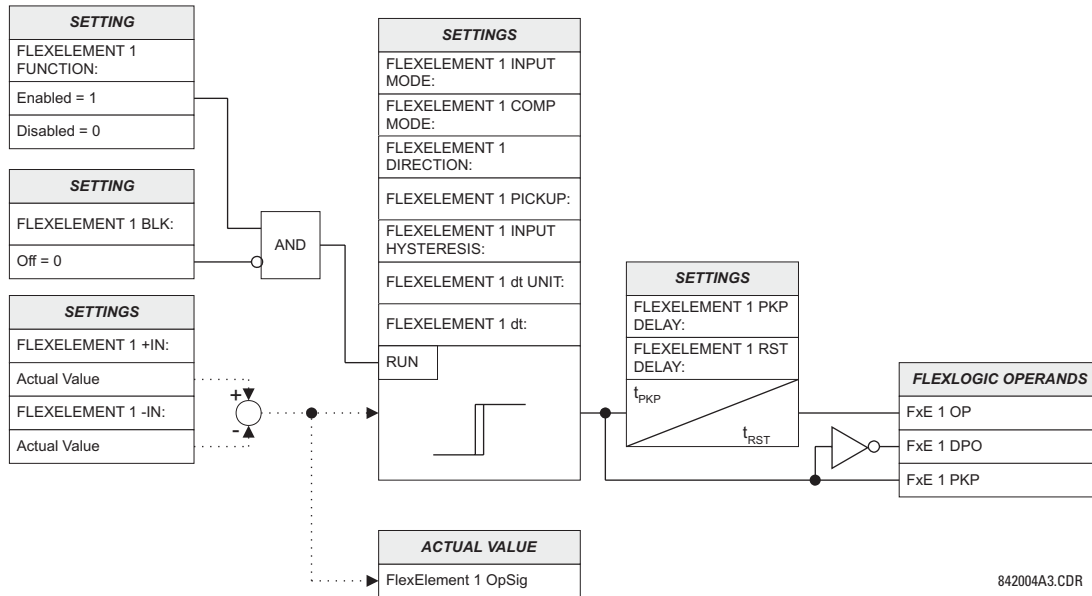 SETTING
FLEXELEMENT 1
FUNCTION:
Enabled = 1
Disabled = 0
SETTING
FLEXELEMENT 1 BLK:
Off = 0
SETTINGS
FLEXELEMENT 1 +IN:
Actual Value
FLEXELEMENT 1 -IN:
Actual Value
AND
+
-
SETTINGS
FLEXELEMENT 1 INPUT
MODE:
FLEXELEMENT 1 COMP
MODE:
FLEXELEMENT 1
DIRECTION:
FLEXELEMENT 1 PICKUP:
FLEXELEMENT 1 INPUT
HYSTERESIS:
FLEXELEMENT 1 dt UNIT:
FLEXELEMENT 1 dt:
RUN
ACTUAL VALUE
FlexElement 1 OpSig
SETTINGS
FLEXELEMENT 1 PKP
DELAY:
FLEXELEMENT 1 RST
DELAY:
tPKP
tRST
FLEXLOGIC OPERANDS
FxE 1 OP
FxE 1 DPO
FxE 1 PKP
842004A3.CDR